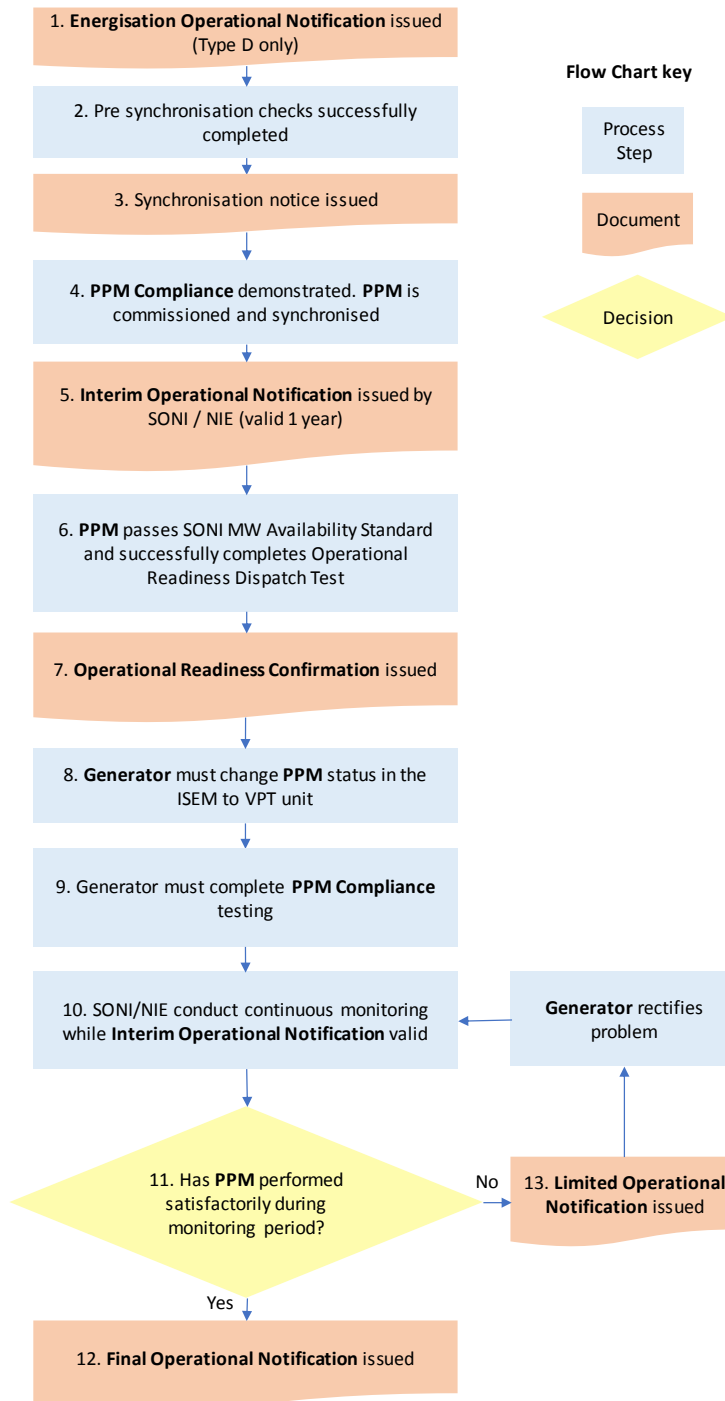 1. Energisation Operational Notification issued
(Type D only)
Flow Chart key
2. Pre synchronisation checks successfully
completed
Process
Step
3. Synchronisation notice issued
Document
4. PPM Compliance demonstrated. PPM is
commissioned and synchronised
Decision
5. Interim Operational Notification issued by
SONI / NIE (valid 1 year)
6. PPM passes SONI MW Availability Standard
and successfully completes Operational
Readiness Dispatch Test
7. Operational Readiness Confirmation issued
8. Generator must change PPM status in the
ISEM to VPT unit
9. Generator must complete PPM Compliance
testing
10. SONI/NIE conduct continuous monitoring
while Interim Operational Notification valid
Generator rectifies
problem
11. Has PPM performed
satisfactorily during
monitoring period?
No
13. Limited Operational
Notification issued
Yes
12. Final Operational Notification issued